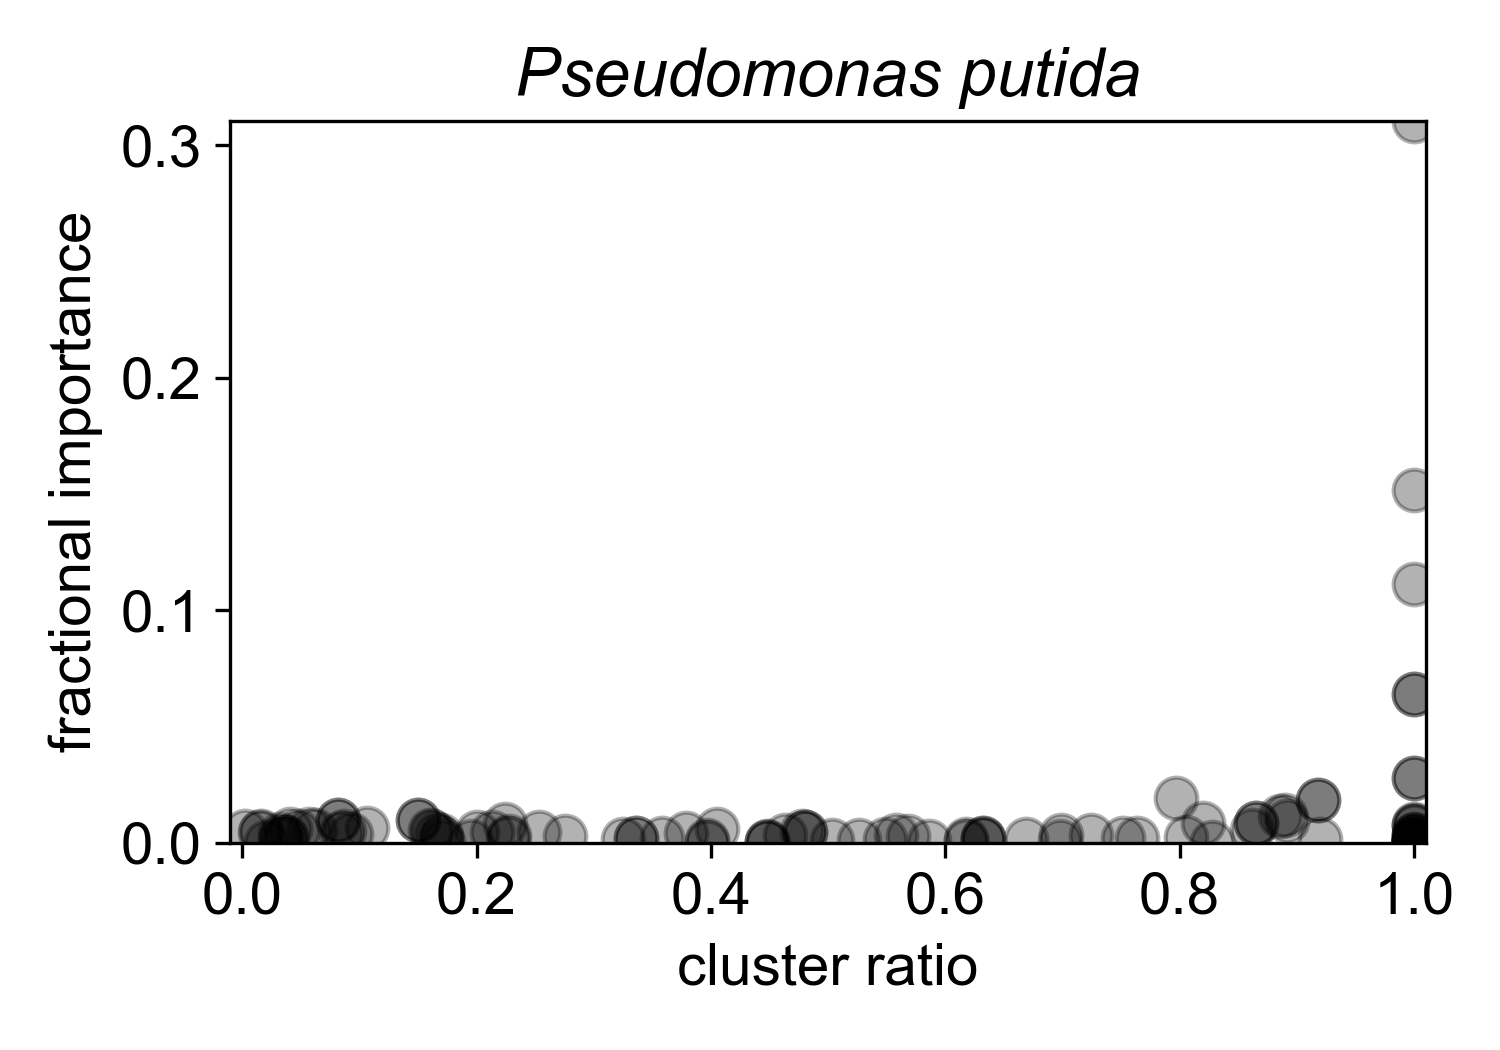 Pseudomonas putida
0.3
0.2
0.1
0.0
fractional importance
0.0 0.2 0.4 0.6 0.8 1.0
cluster ratio